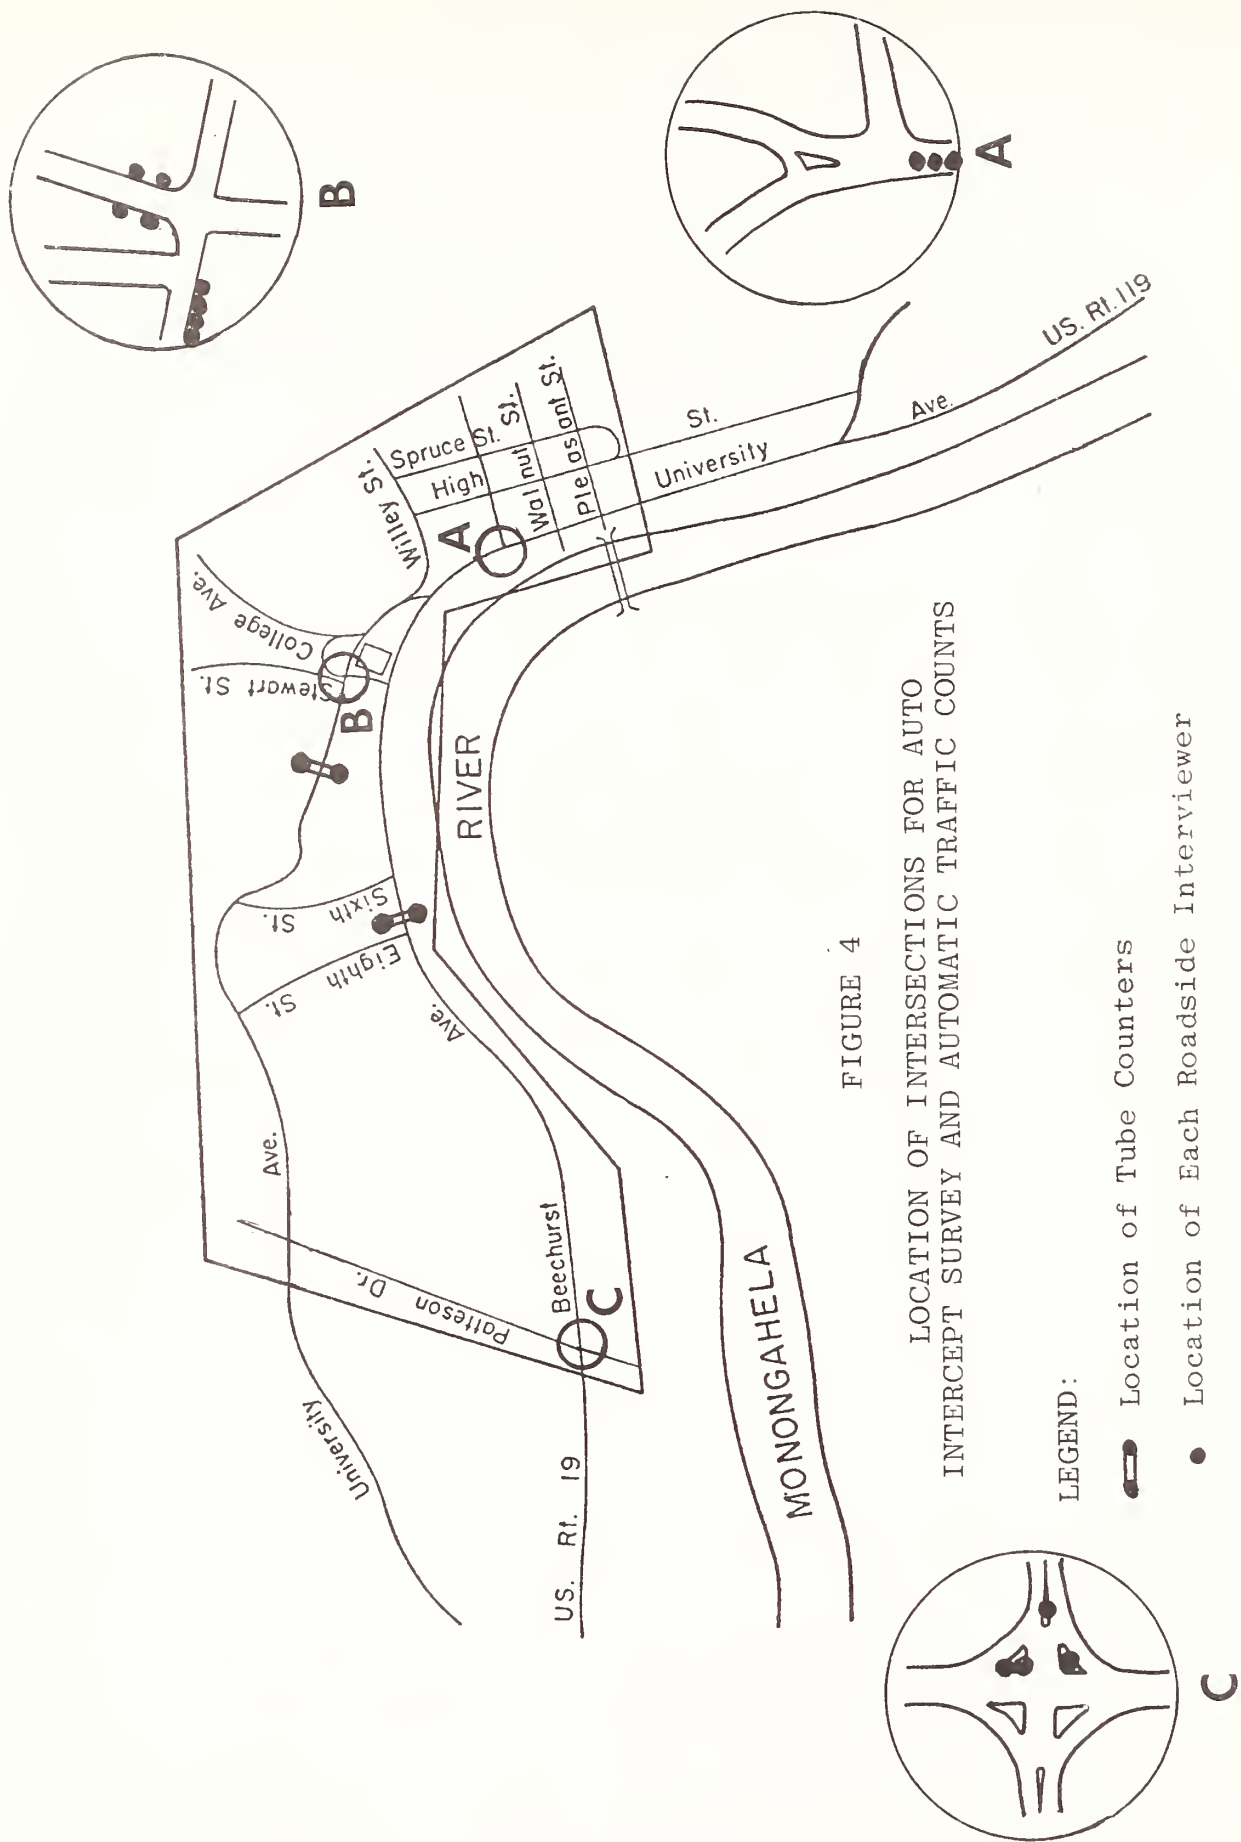 B
A
US. Rt. 119
Willey St.
Spruce St.
High St.
Walnut St.
Pleasant St.
University Ave.
A
College Ave.
Stewart St.
B
RIVER
Sixth St.
Eighth St.
Ave.
Ave.
Patteson Dr.
Beechurst
C
University
US. Rt. 19
MONONGAHELA
FIGURE 4
LOCATION OF INTERSECTIONS FOR AUTO
INTERCEPT SURVEY AND AUTOMATIC TRAFFIC COUNTS
LEGEND:
Location of Tube Counters
Location of Each Roadside Interviewer
C